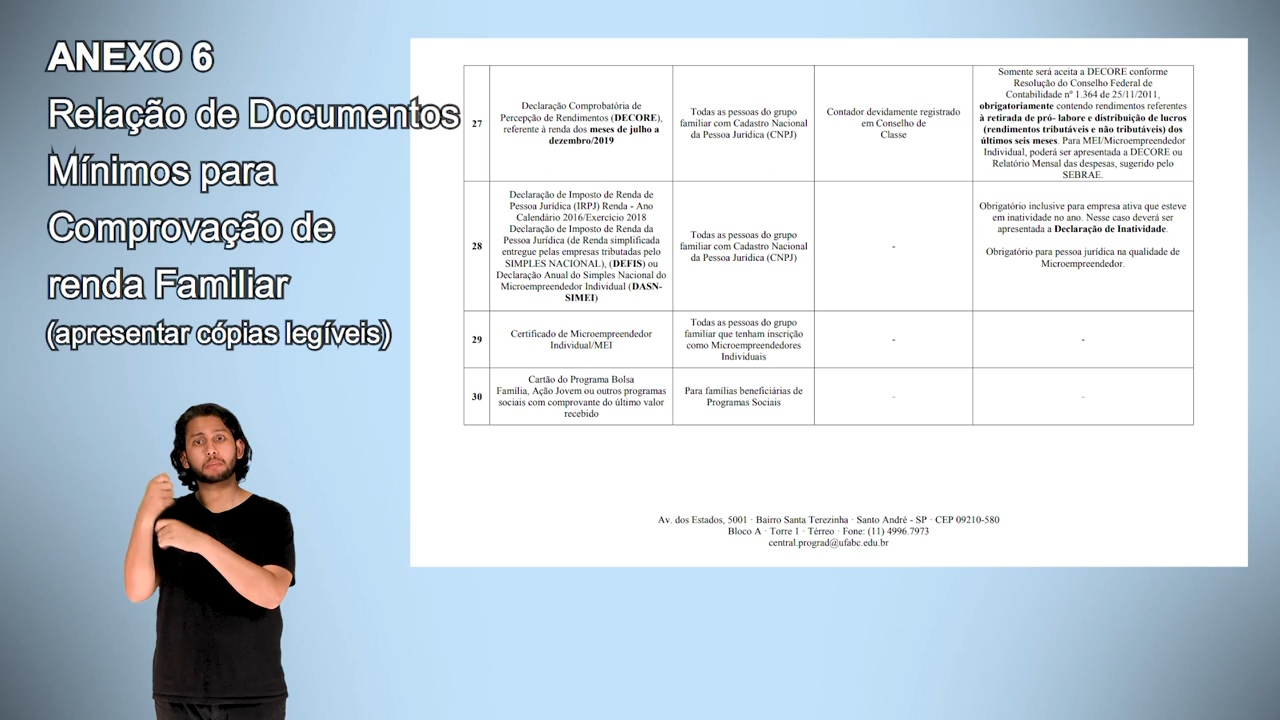 ANEXO 6
Relação de Documentos
Mínimos para
Comprovação de
renda Familiar
(apresentar cópias legíveis)
27
Declaração Comprobatória de
Percepção de Rendimentos (DECORE),
referente à renda dos meses de julho a
dezembro/2019
Todas as pessoas do grupo
familiar com Cadastro Nacional
da Pessoa Jurídica (CNPJ)
Contador devidamente registrado
em Conselho de
Classe
Somente será aceita a DECORE conforme
Resolução do Conselho Federal de
Contabilidade nº 1.364 de 25/11/2011,
obrigatoriamente contendo rendimentos referentes
à retirada de pró- labore e distribuição de lucros
(rendimentos tributáveis e não tributáveis) dos
últimos seis meses. Para MEI/Microempreendedor
Individual, poderá ser apresentada a DECORE ou
Relatório Mensal das despesas, sugerido pelo
SEBRAE.
28
Declaração de Imposto de Renda de
Pessoa Jurídica (IRPJ) Renda - Ano
Calendário 2016/Exercício 2018
Declaração de Imposto de Renda da
Pessoa Jurídica (de Renda simplificada
entregue pelas empresas tributadas pelo
SIMPLES NACIONAL), (DEFIS) ou
Declaração Anual do Simples Nacional do
Microempreendedor Individual (DASN-
SIMEI)
Todas as pessoas do grupo
familiar com Cadastro Nacional
da Pessoa Jurídica (CNPJ)
-
Obrigatório inclusive para empresa ativa que esteve
em inatividade no ano. Nesse caso deverá ser
apresentada a Declaração de Inatividade.
Obrigatório para pessoa jurídica na qualidade de
Microempreendedor.
29
Certificado de Microempreendedor
Individual/MEI
Todas as pessoas do grupo
familiar que tenham inscrição
como Microempreendedores
Individuais
-
-
30
Cartão do Programa Bolsa
Família, Ação Jovem ou outros programas
sociais com comprovante do último valor
recebido
Para famílias beneficiárias de
Programas Sociais
-
-
Av. dos Estados, 5001 · Bairro Santa Terezinha · Santo André - SP · CEP 09210-580
Bloco A · Torre 1 · Térreo · Fone: (11) 4996.7973
central.prograd@ufabc.edu.br